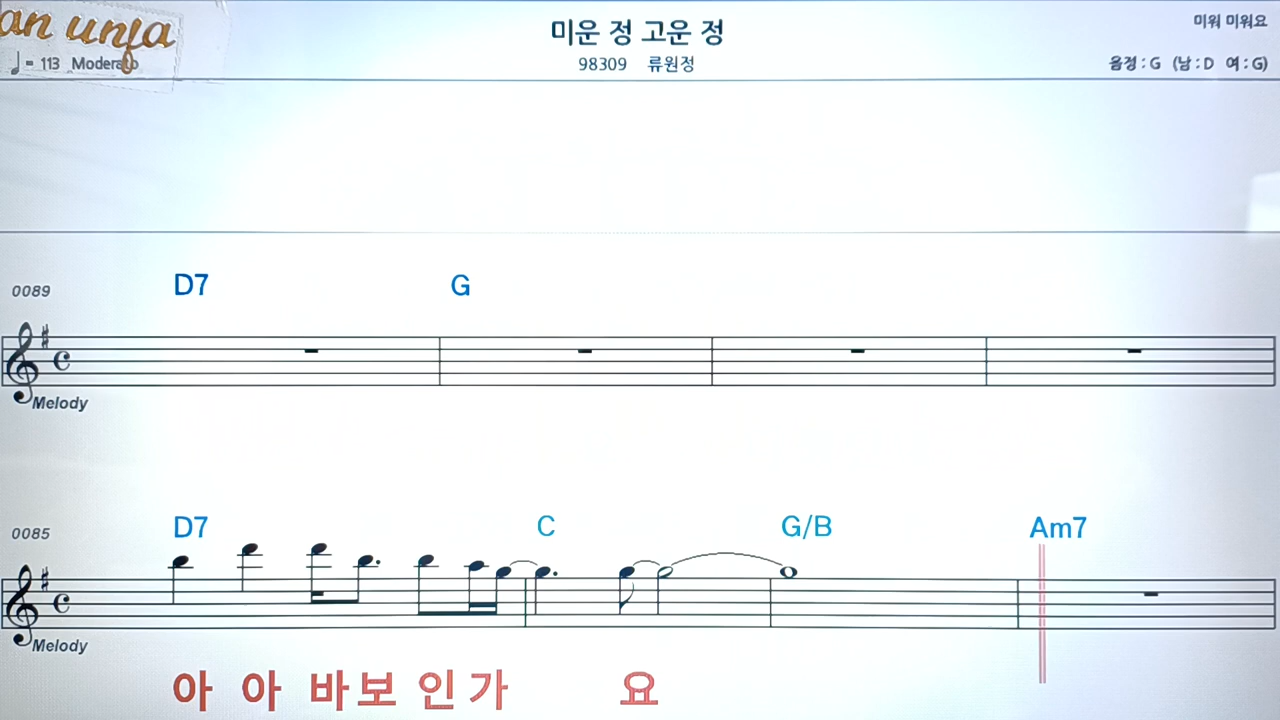 an unja
미운 정 고운 정
미워 미워요
♩= 113 Moderato
98309 류원정
음정 : G (남 : D 여 : G)
0089
D7 G
Melody
0085
D7 C G/B Am7
Melody
아 아 바 보 인 가 요